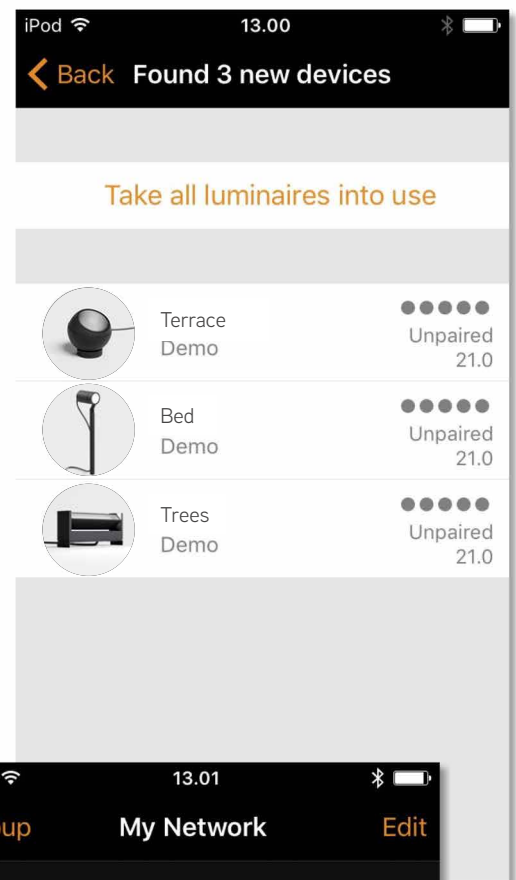 iPod 13.00
Back Found 3 new devices
Take all luminaires into use
Terrace
Demo
Unpaired
21.0
Bed
Demo
Unpaired
21.0
Trees
Demo
Unpaired
21.0
13.01
My Network Edit